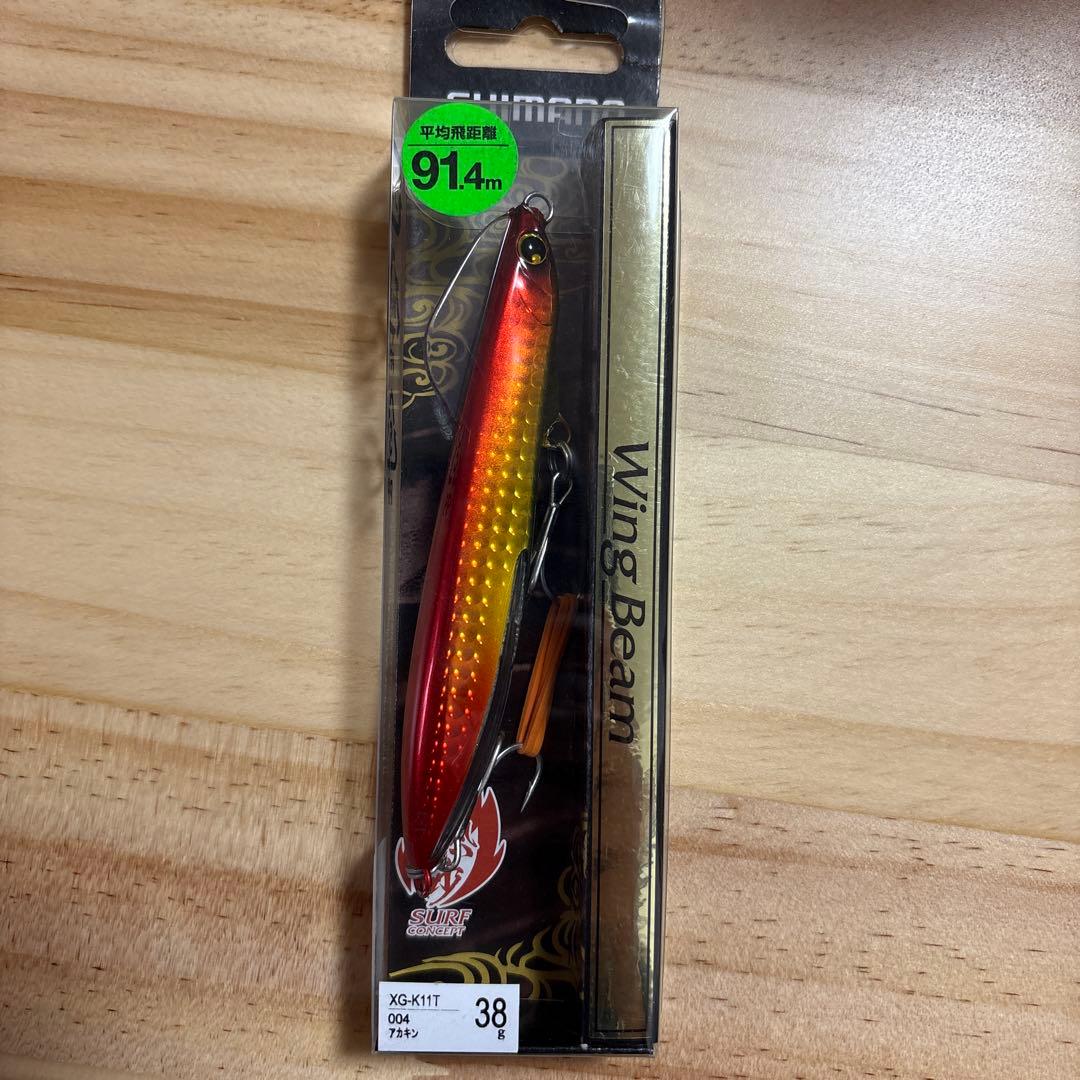 SHIMANO
平均飛距離
91.4m
Wing Beam
SURF
CONCEPT
XG-K11T
004
アカキン
38
g